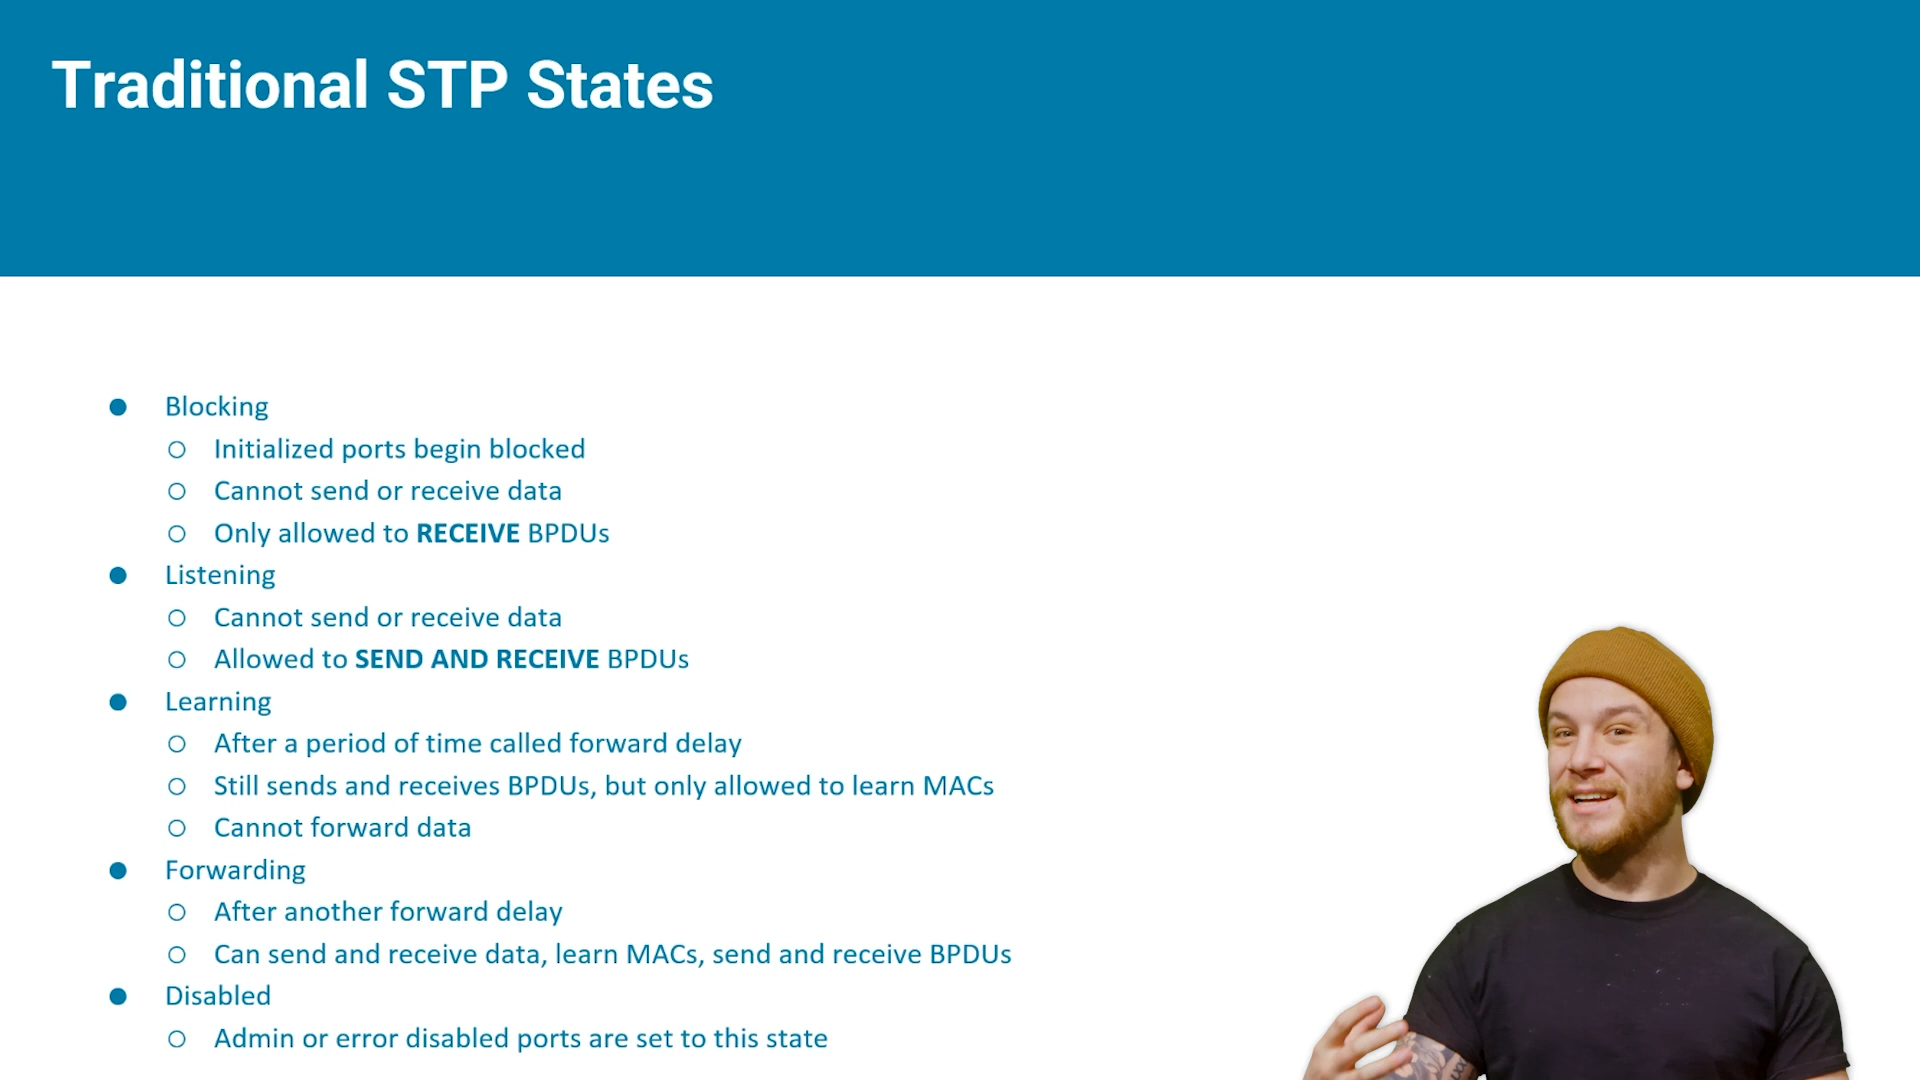 Traditional STP States
Blocking
Initialized ports begin blocked
Cannot send or receive data
Only allowed to RECEIVE BPDUs
Listening
Cannot send or receive data
Allowed to SEND AND RECEIVE BPDUs
Learning
After a period of time called forward delay
Still sends and receives BPDUs, but only allowed to learn MACs
Cannot forward data
Forwarding
After another forward delay
Can send and receive data, learn MACs, send and receive BPDUs
Disabled
Admin or error disabled ports are set to this state